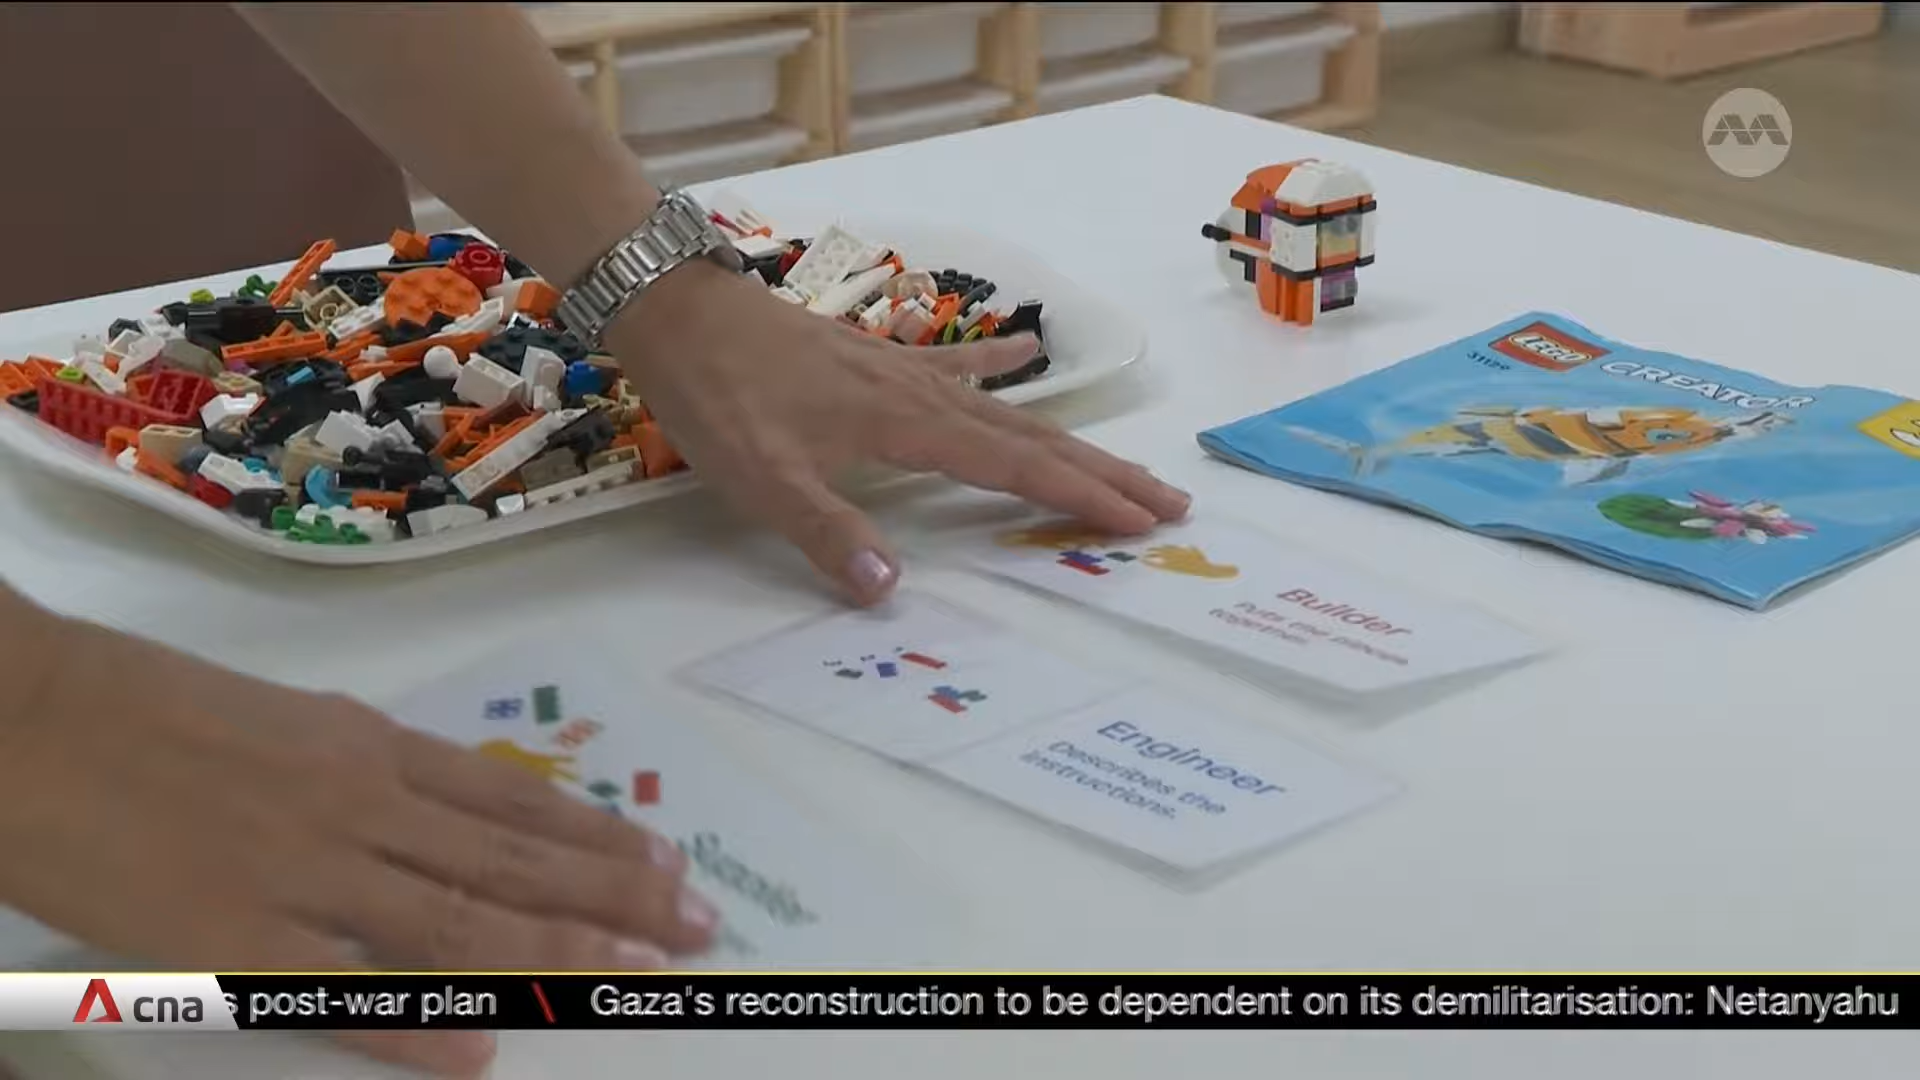 LEGO
31129
CREATOR
Builder
Puts the pieces
together.
Engineer
Describes the
instructions.
cna
s post-war plan \ Gaza's reconstruction to be dependent on its demilitarisation: Netanyahu